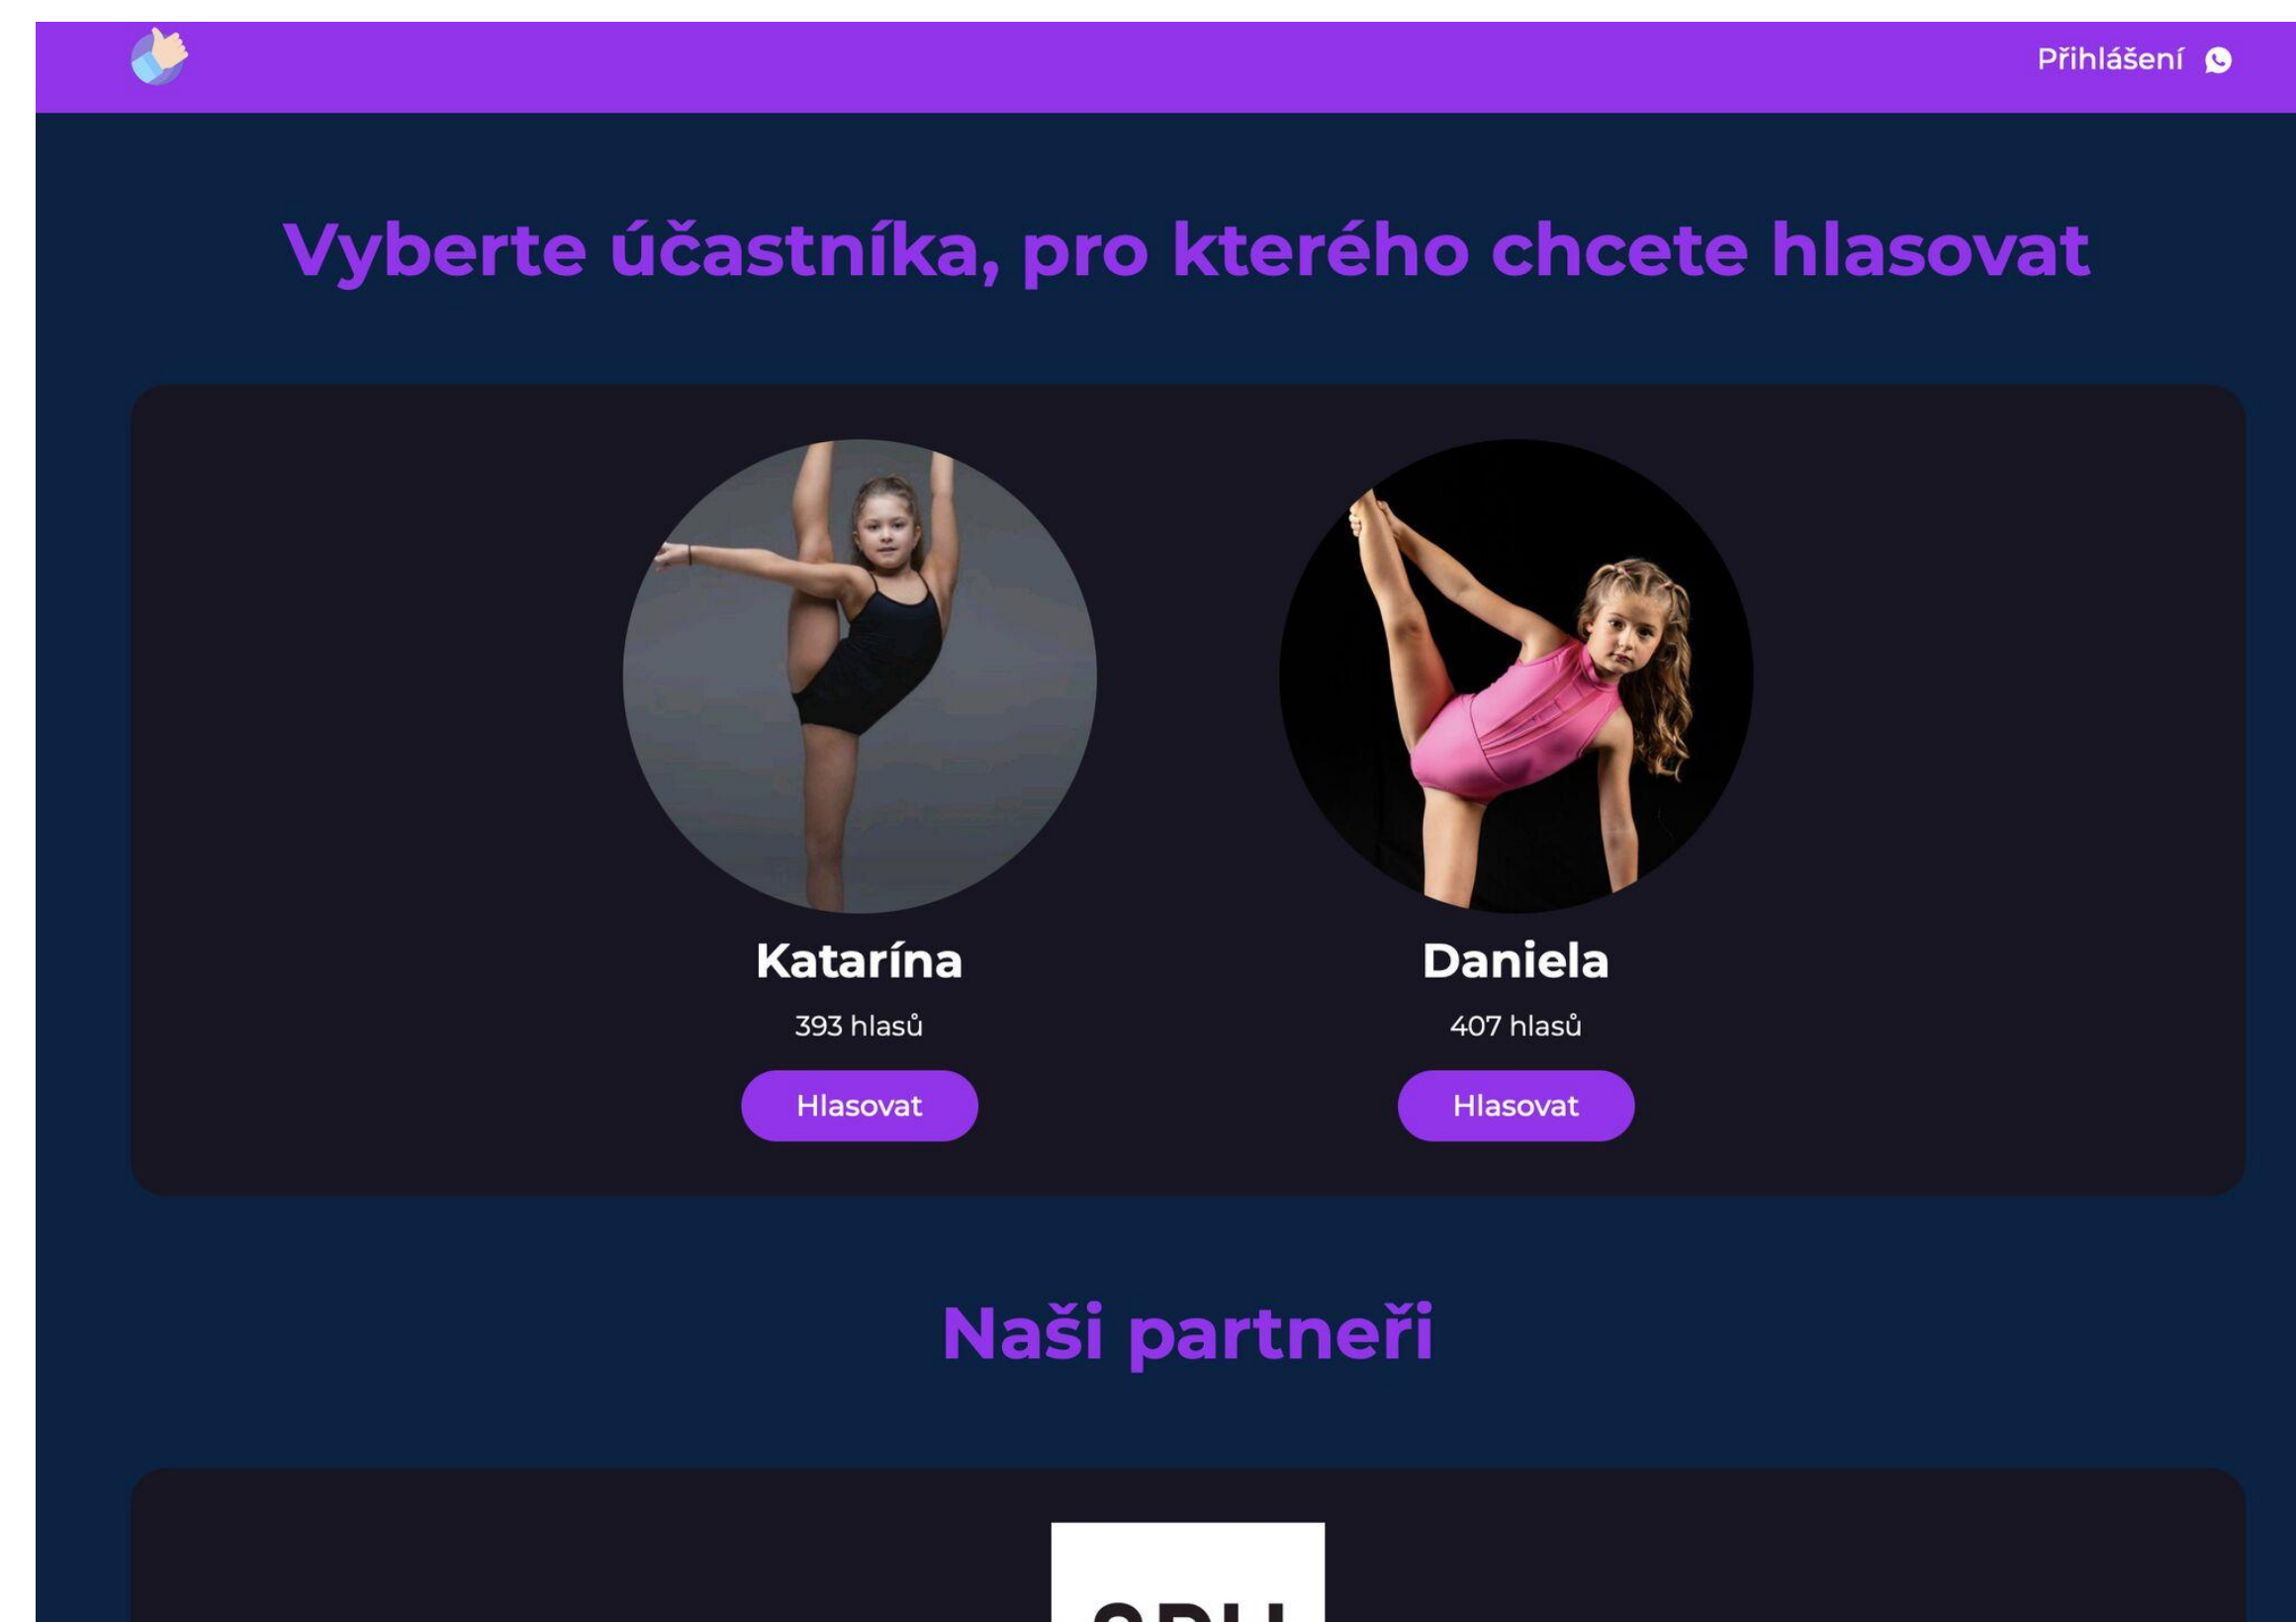 Přihlášení
Vyberte účastníka, pro kterého chcete hlasovat
Katarína
Daniela
393 hlasů
407 hlasů
Hlasovat
Hlasovat
Naši partneři